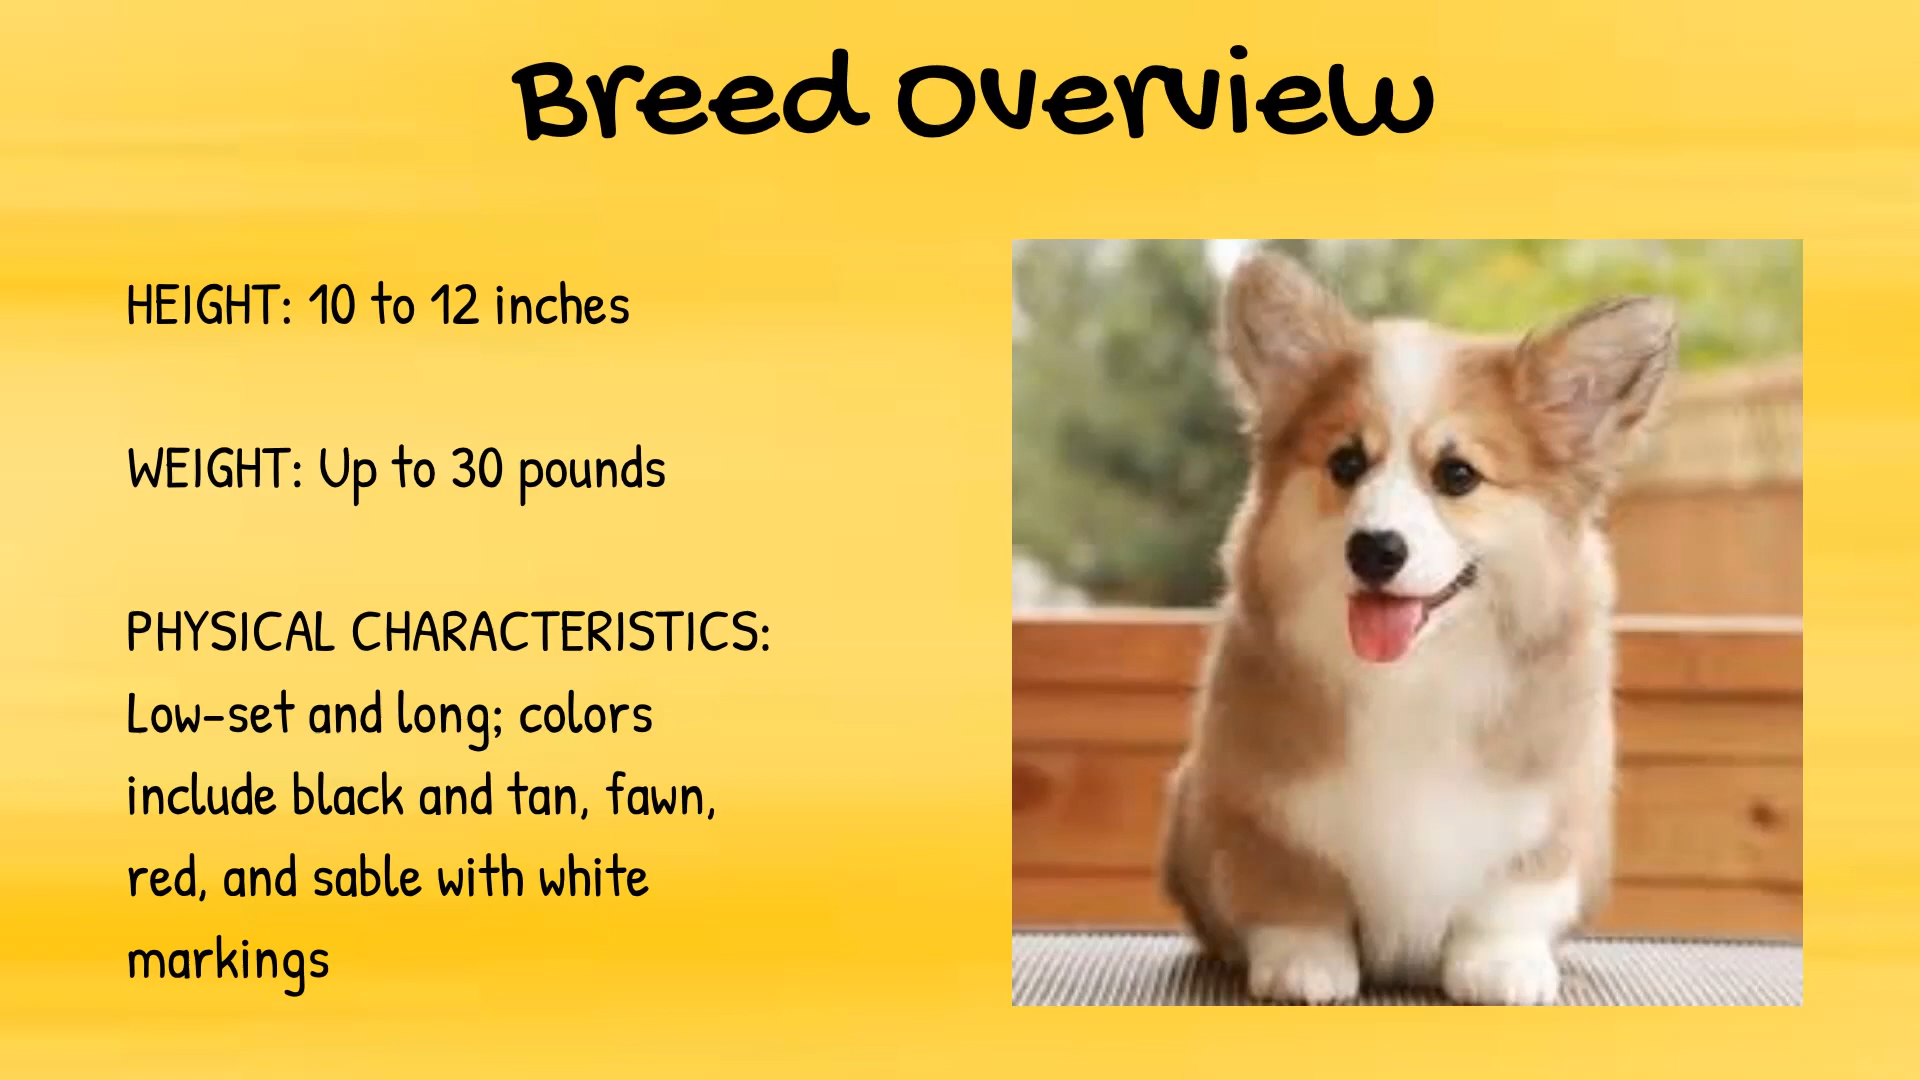 Breed Overview
HEIGHT: 10 to 12 inches
WEIGHT: Up to 30 pounds
PHYSICAL CHARACTERISTICS:
Low-set and long; colors
include black and tan, fawn,
red, and sable with white
markings